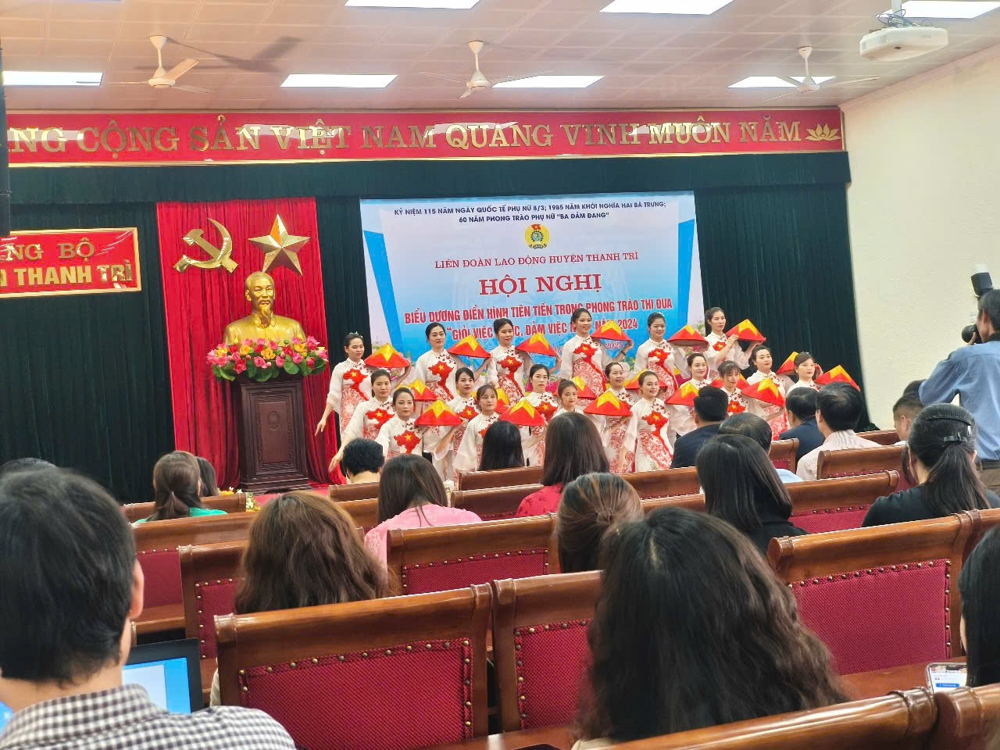 NG CỘNG SẢN VIỆT NAM QUANG VINH MUÔN NĂM
NG BỘ
N THANH TRÌ
KỶ NIỆM 115 NĂM NGÀY QUỐC TẾ PHỤ NỮ 8/3; 1985 NĂM KHỞI NGHĨA HAI BÀ TRƯNG;
60 NĂM PHONG TRÀO PHỤ NỮ "BA ĐẢM ĐANG"
LIÊN ĐOÀN LAO ĐỘNG HUYỆN THANH TRÌ
HỘI NGHỊ
BIỂU DƯƠNG ĐIỂN HÌNH TIÊN TIẾN TRONG PHONG TRÀO THI ĐUA
"GIỎI VIỆC C, ĐẢM VIỆC N 2024